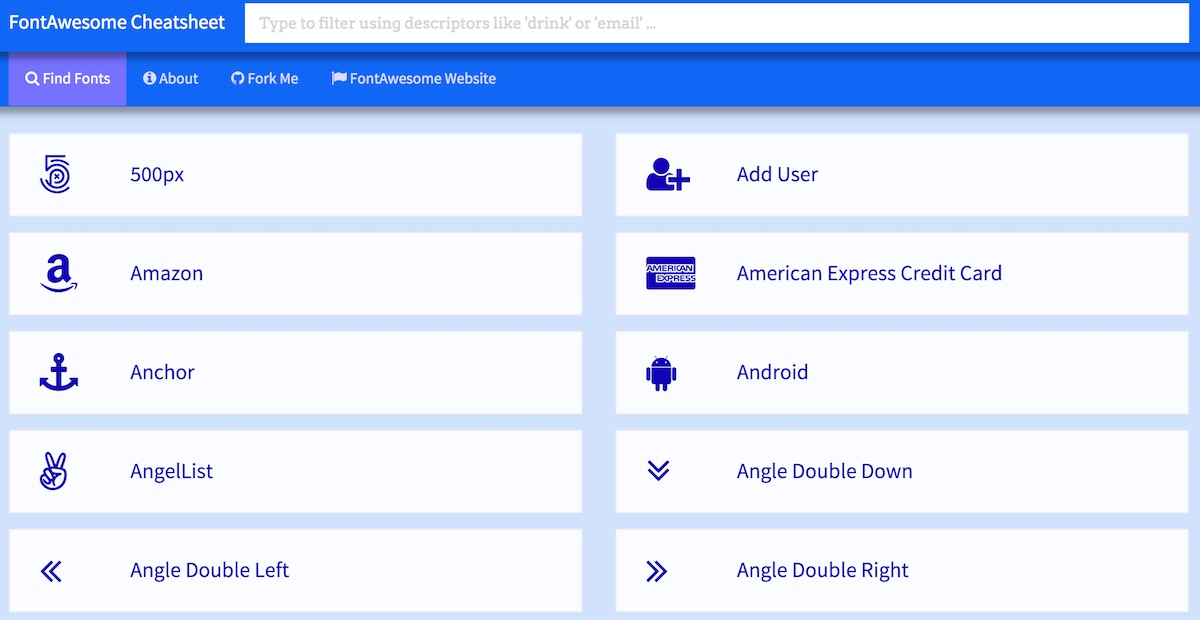 FontAwesome Cheatsheet
Type to filter using descriptors like 'drink' or 'email' ...
Find Fonts About Fork Me FontAwesome Website
500px
Add User
Amazon
AMERICAN EXPRESS
American Express Credit Card
Anchor
Android
AngelList
Angle Double Down
Angle Double Left
Angle Double Right